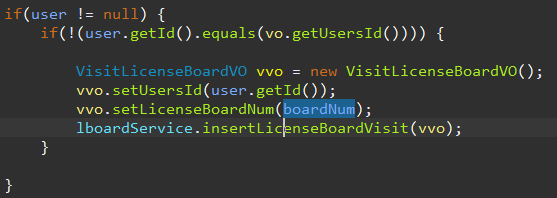 if(user != null) {
if(!(user.getId().equals(vo.getUsersId()))) {
VisitLicenseBoardVO vvo = new VisitLicenseBoardVO();
vvo.setUsersId(user.getId());
vvo.setLicenseBoardNum(boardNum);
lboardService.insertLicenseBoardVisit(vvo);
}
}